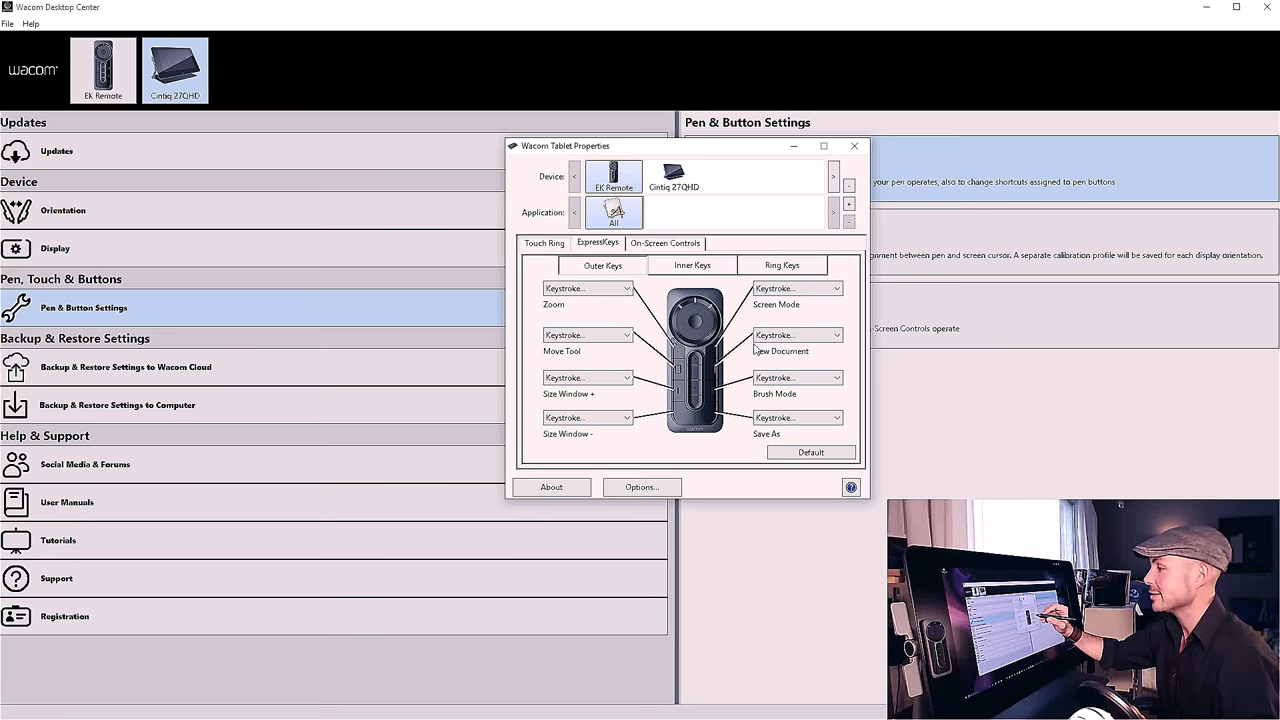 Wacom Desktop Center
File Help
wacom
EK Remote
Cintiq 27QHD
Updates
Updates
Device
Orientation
Display
Pen, Touch & Buttons
Pen & Button Settings
Backup & Restore Settings
Backup & Restore Settings to Wacom Cloud
Backup & Restore Settings to Computer
Help & Support
Social Media & Forums
User Manuals
Tutorials
Support
Registration
Pen & Button Settings
your pen operates, also to change shortcuts assigned to pen buttons
nment between pen and screen cursor. A separate calibration profile will be saved for each display orientation.
n-Screen Controls operate
Wacom Tablet Properties
Device:
< EK Remote Cintiq 27QHD > -
Application:
< All > + -
Touch Ring ExpressKeys On-Screen Controls
Outer Keys Inner Keys Ring Keys
Keystroke... Keystroke...
Zoom Screen Mode
Keystroke... Keystroke...
Move Tool ew Document
Keystroke... Keystroke...
Size Window + Brush Mode
Keystroke... Keystroke...
Size Window - Save As
wacom
Default
About Options... ?